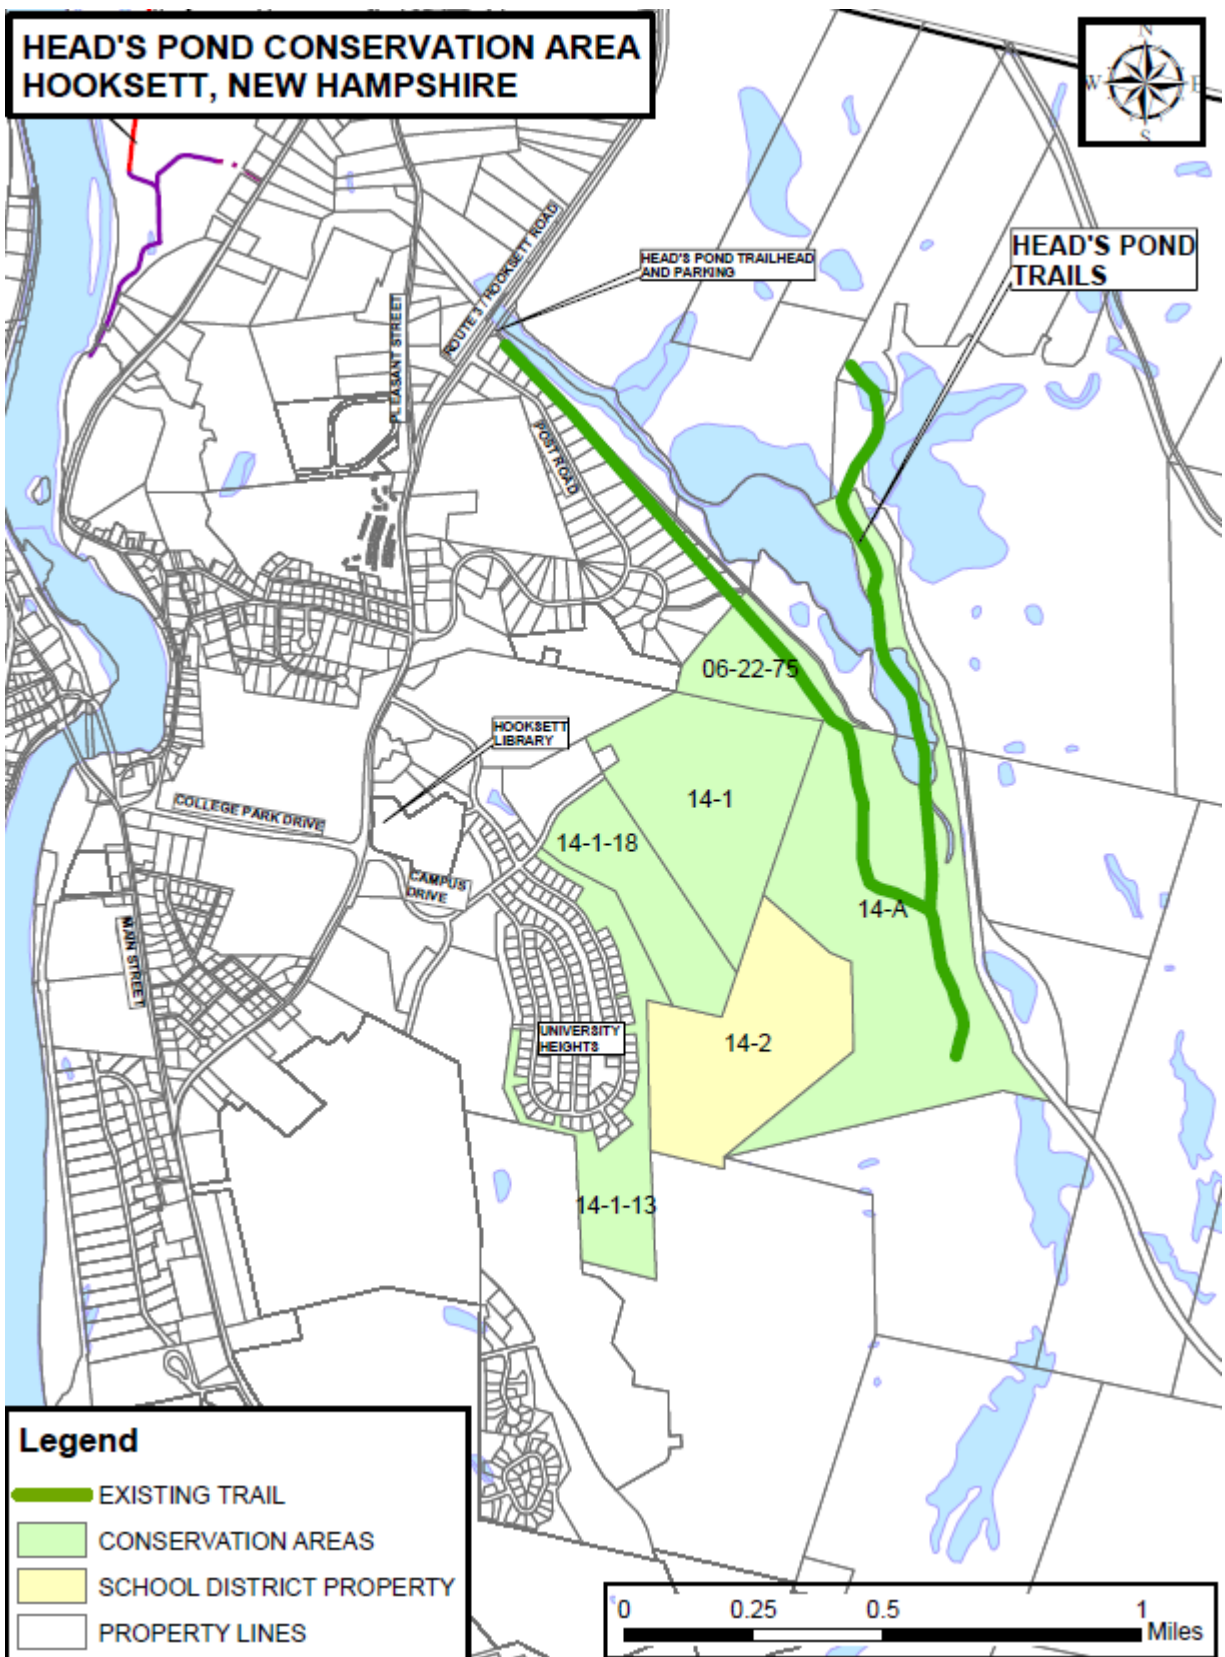 HEAD'S POND CONSERVATION AREA
HOOKSETT, NEW HAMPSHIRE
N
W
E
S
ROUTE 3 / HOOKSETT ROAD
HEAD'S POND TRAILHEAD
AND PARKING
HEAD'S POND
TRAILS
PLEASANT STREET
POST ROAD
06-22-75
HOOKSETT
LIBRARY
14-1
COLLEGE PARK DRIVE
14-1-18
CAMPUS
DRIVE
14-A
MAIN STREET
UNIVERSITY
HEIGHTS
14-2
14-1-13
Legend
EXISTING TRAIL
CONSERVATION AREAS
SCHOOL DISTRICT PROPERTY
PROPERTY LINES
0 0.25 0.5 1
Miles